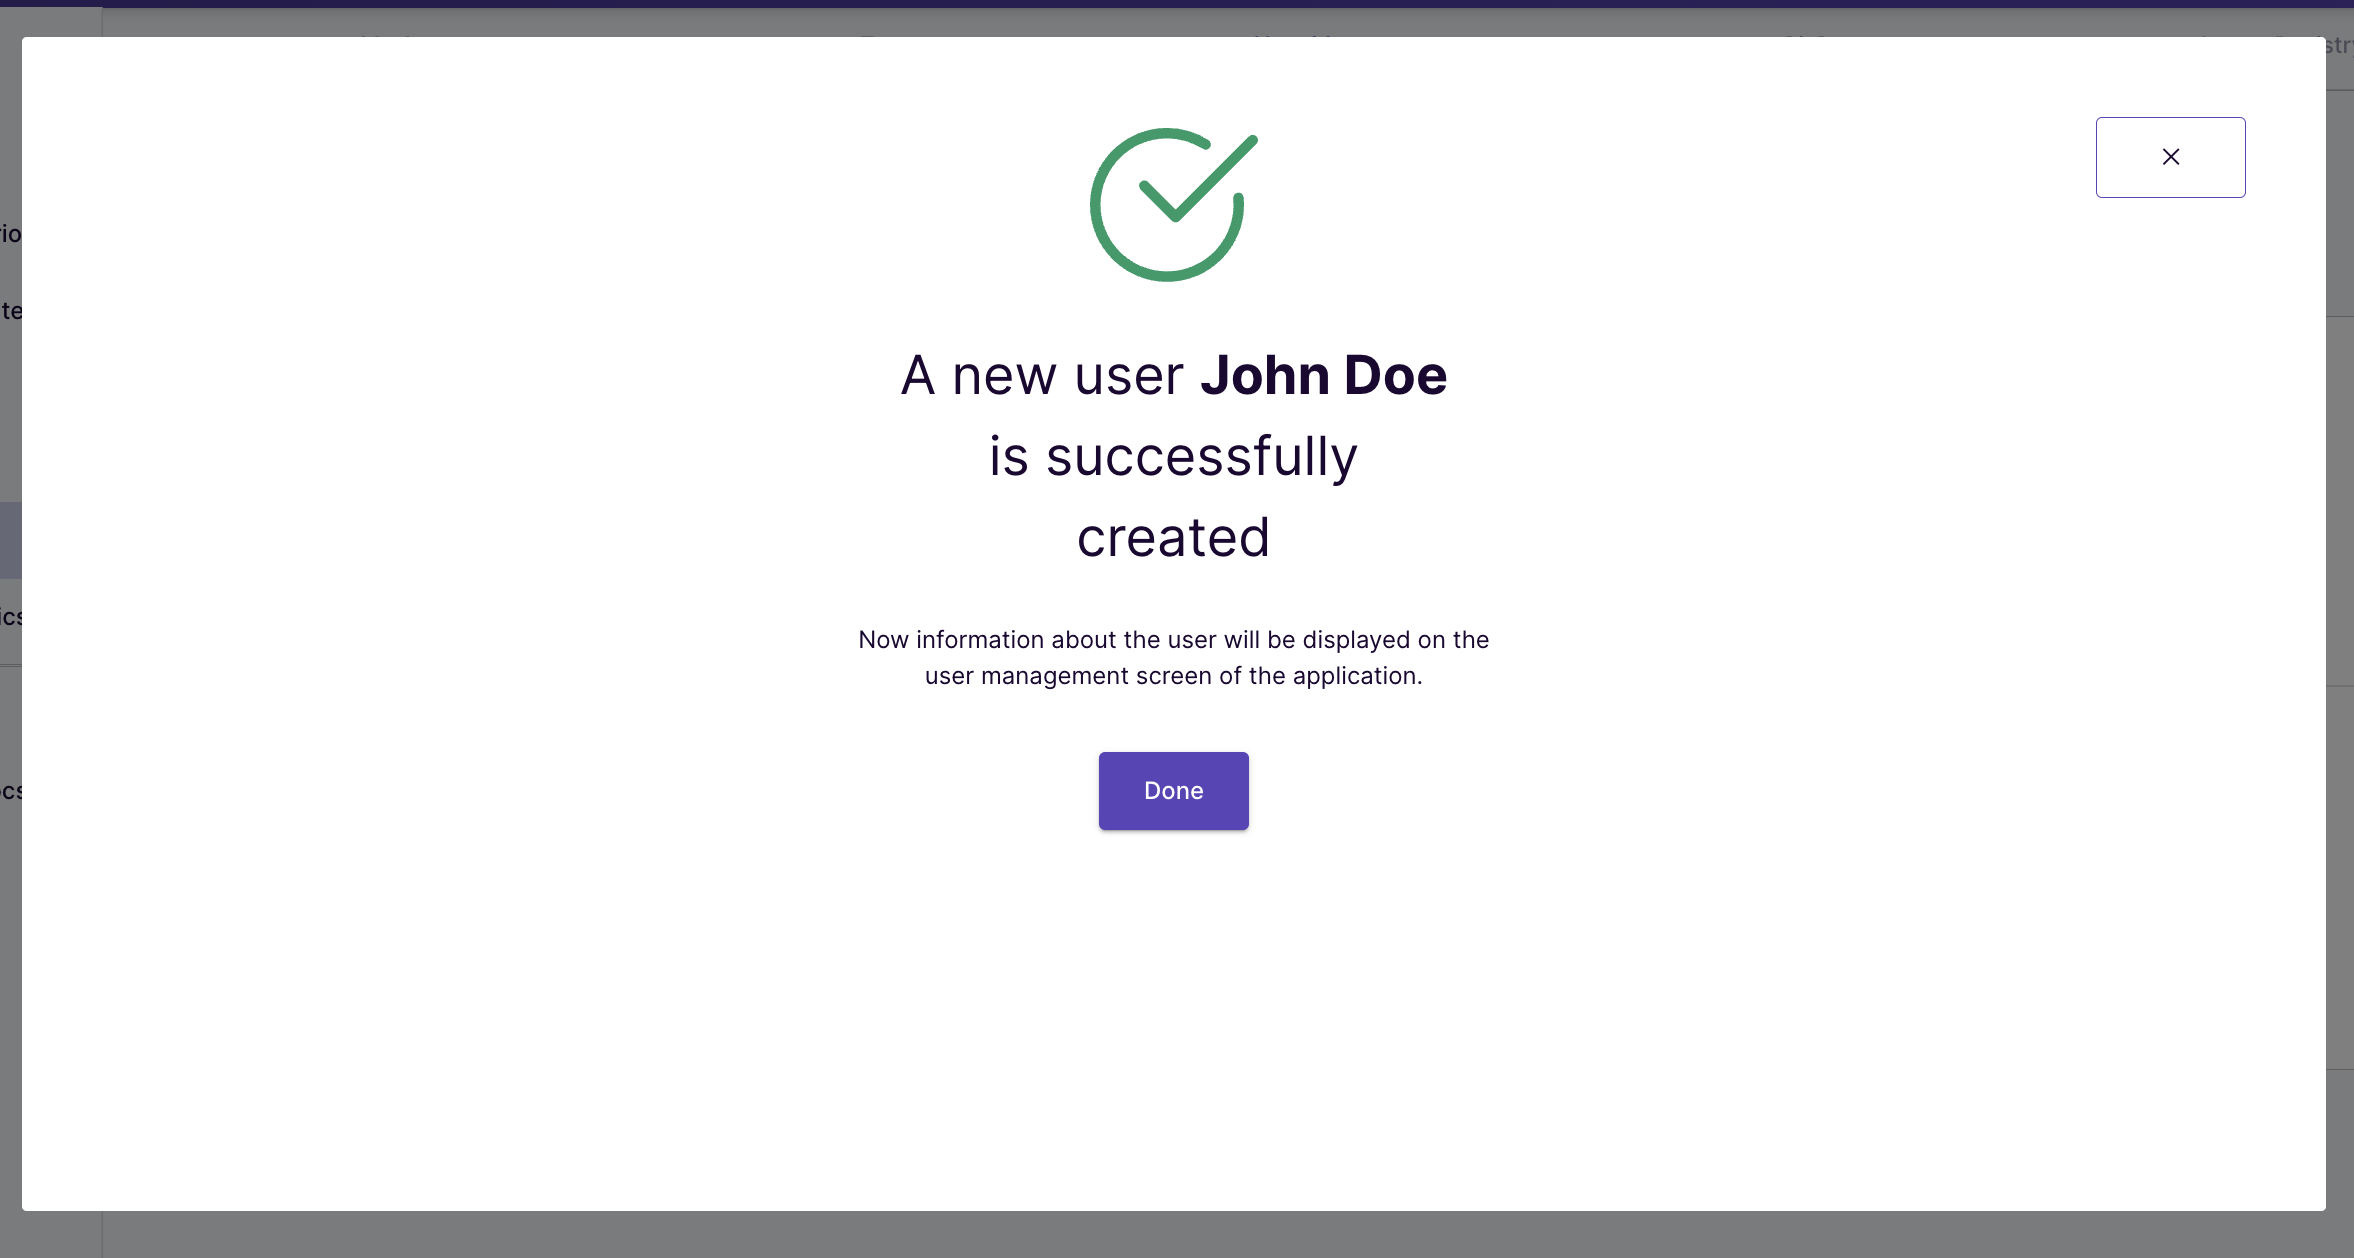 A new user John Doe
is successfully
created
Now information about the user will be displayed on the
user management screen of the application.
Done